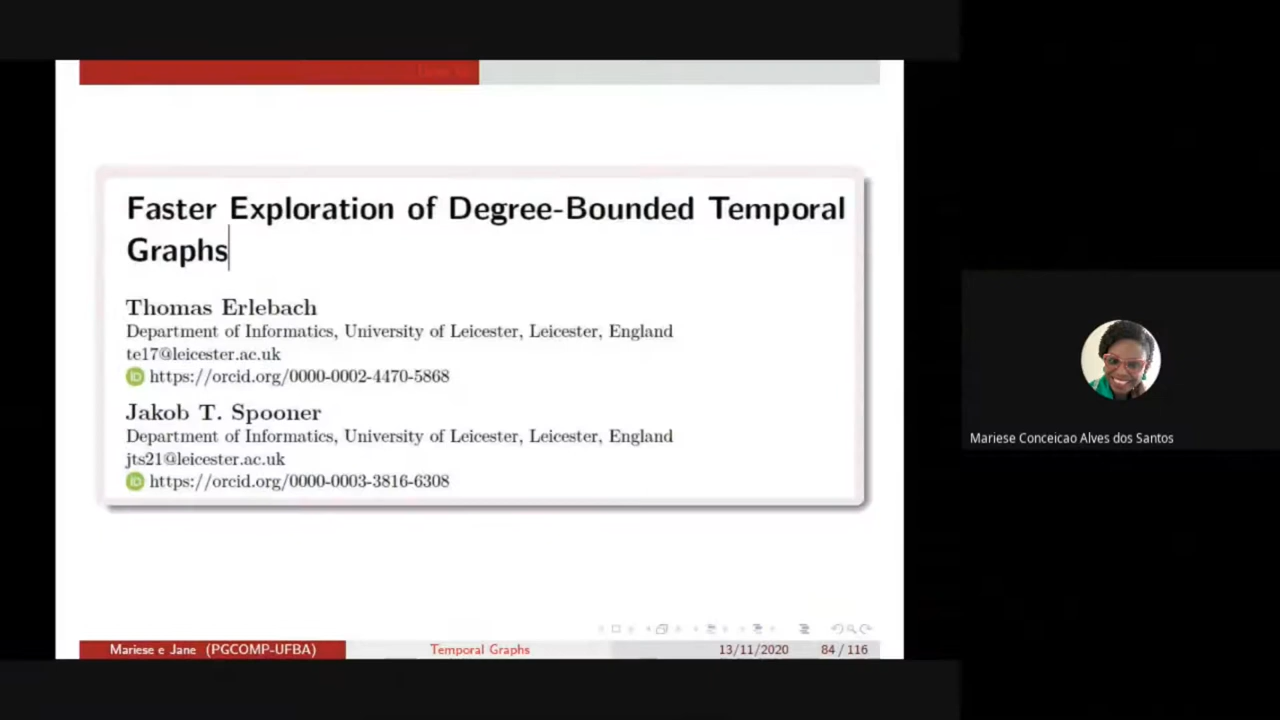 Faster Exploration of Degree-Bounded Temporal
Graphs
Thomas Erlebach
Department of Informatics, University of Leicester, Leicester, England
te17@leicester.ac.uk
iD https://orcid.org/0000-0002-4470-5868
Jakob T. Spooner
Department of Informatics, University of Leicester, Leicester, England
jts21@leicester.ac.uk
iD https://orcid.org/0000-0003-3816-6308
Mariese e Jane (PGCOMP-UFBA) Temporal Graphs 13/11/2020 84 / 116
Mariese Conceicao Alves dos Santos